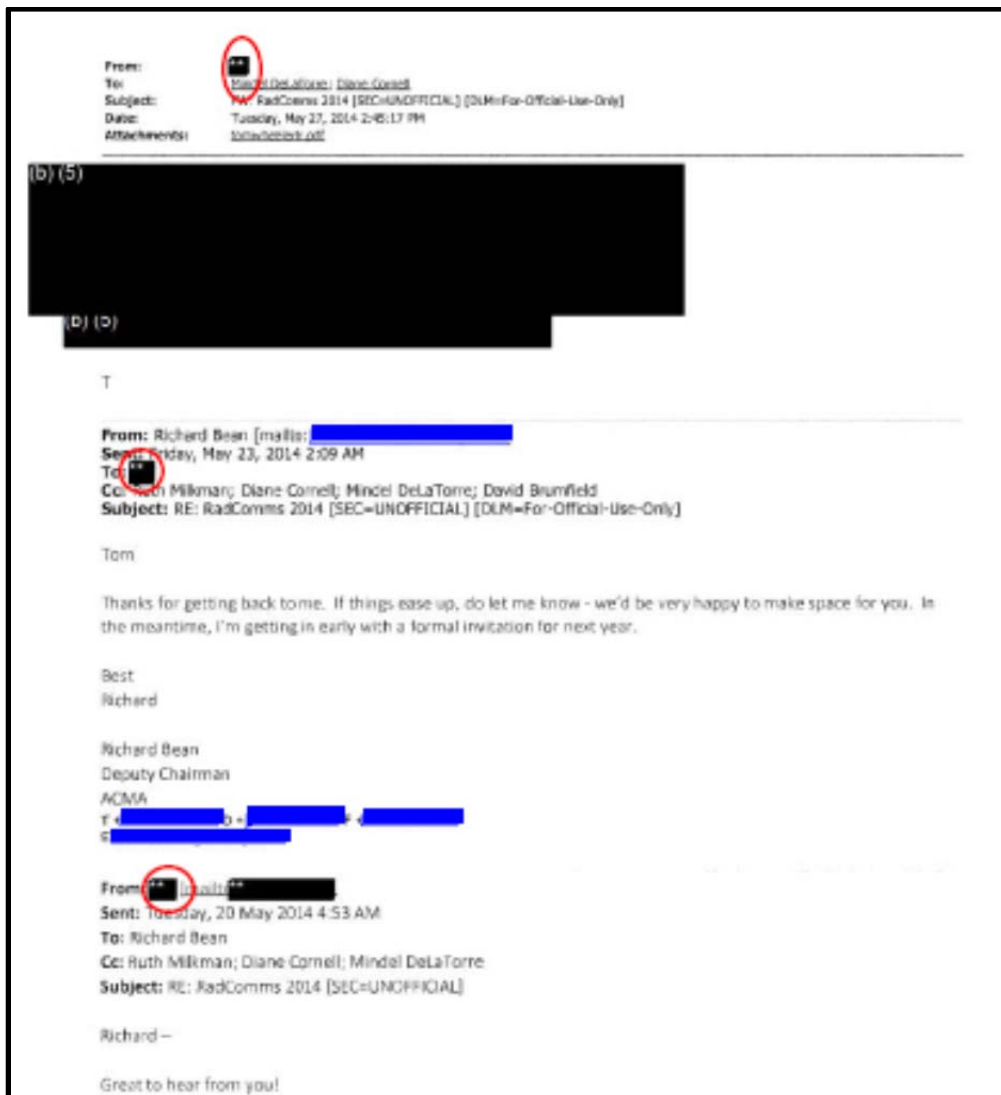 From: **
To: Mindel DeLaTorre; Diane Cornell
Subject: FW: RadComms 2014 [SEC=UNOFFICIAL] [DLM=For-Official-Use-Only]
Date: Tuesday, May 27, 2014 2:45:17 PM
Attachments: tomwheelerltr.pdf
(b) (5)
(b) (5)
T
From: Richard Bean [mailto:
Sent: Friday, May 23, 2014 2:09 AM
To: **
Cc: Ruth Milkman; Diane Cornell; Mindel DeLaTorre; David Brumfield
Subject: RE: RadComms 2014 [SEC=UNOFFICIAL] [DLM=For-Official-Use-Only]
Tom
Thanks for getting back to me. If things ease up, do let me know - we'd be very happy to make space for you. In
the meantime, I'm getting in early with a formal invitation for next year.
Best
Richard
Richard Bean
Deputy Chairman
ACMA
T + D + F +
From: ** [mailto:**
Sent: Tuesday, 20 May 2014 4:53 AM
To: Richard Bean
Cc: Ruth Milkman; Diane Cornell; Mindel DeLaTorre
Subject: RE: RadComms 2014 [SEC=UNOFFICIAL]
Richard –
Great to hear from you!